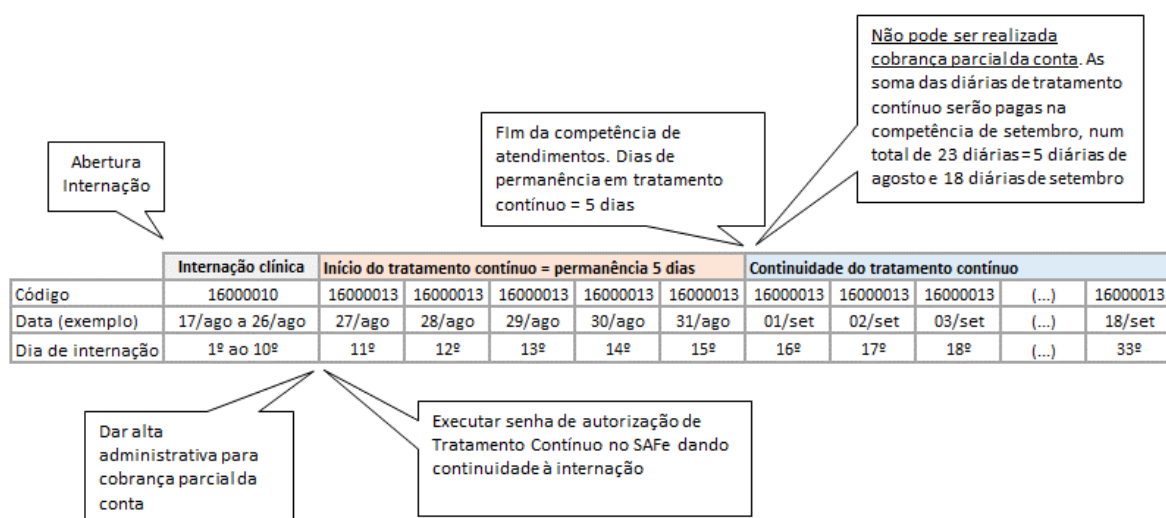 Não pode ser realizada
cobrança parcial da conta. As
soma das diárias de tratamento
contínuo serão pagas na
competência de setembro, num
total de 23 diárias=5 diárias de
agosto e 18 diárias de setembro
FIm da competência de
atendimentos. Dias de
permanência em tratamento
contínuo = 5 dias
Abertura
Internação
Internação clínica Início do tratamento contínuo = permanência 5 dias Continuidade do tratamento contínuo
Código 16000010 16000013 16000013 16000013 16000013 16000013 16000013 16000013 16000013 (...) 16000013
Data (exemplo) 17/ago a 26/ago 27/ago 28/ago 29/ago 30/ago 31/ago 01/set 02/set 03/set (...) 18/set
Dia de internação 1º ao 10º 11º 12º 13º 14º 15º 16º 17º 18º (...) 33º
Dar alta
administrativa para
cobrança parcial da
conta
Executar senha de autorização de
Tratamento Contínuo no SAFe dando
continuidade à internação